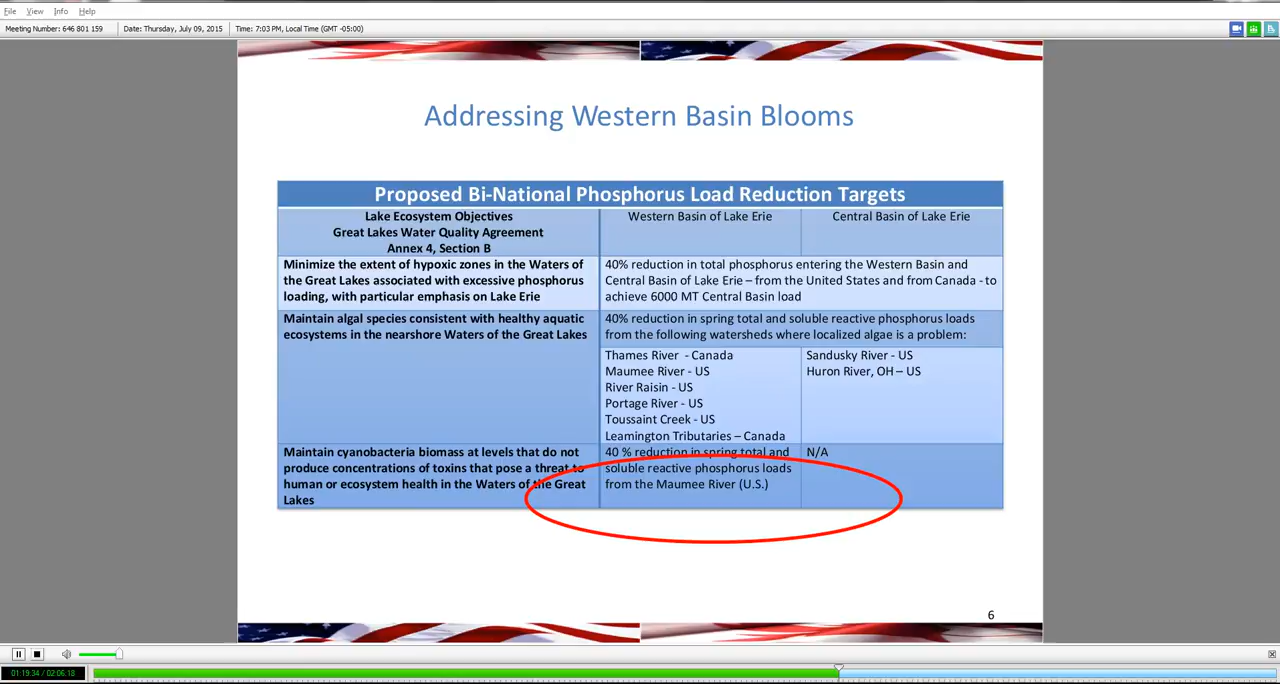 File View Info Help
Meeting Number: 646 801 159 Date: Thursday, July 09, 2015 Time: 7:03 PM, Local Time (GMT -05:00)
Addressing Western Basin Blooms
Proposed Bi-National Phosphorus Load Reduction Targets
Lake Ecosystem Objectives
Great Lakes Water Quality Agreement
Annex 4, Section B
Western Basin of Lake Erie
Central Basin of Lake Erie
Minimize the extent of hypoxic zones in the Waters of
the Great Lakes associated with excessive phosphorus
loading, with particular emphasis on Lake Erie
40% reduction in total phosphorus entering the Western Basin and
Central Basin of Lake Erie – from the United States and from Canada - to
achieve 6000 MT Central Basin load
Maintain algal species consistent with healthy aquatic
ecosystems in the nearshore Waters of the Great Lakes
40% reduction in spring total and soluble reactive phosphorus loads
from the following watersheds where localized algae is a problem:
Thames River - Canada
Maumee River - US
River Raisin - US
Portage River - US
Toussaint Creek - US
Leamington Tributaries – Canada
Sandusky River - US
Huron River, OH – US
Maintain cyanobacteria biomass at levels that do not
produce concentrations of toxins that pose a threat to
human or ecosystem health in the Waters of the Great
Lakes
40 % reduction in spring total and
soluble reactive phosphorus loads
from the Maumee River (U.S.)
N/A
6
01:19:34 / 02:06:18